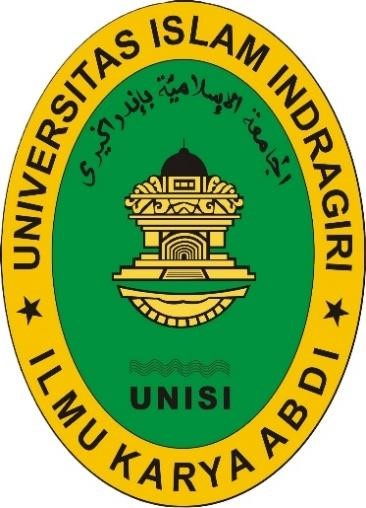 UNIVERSITAS ISLAM INDRAGIRI
الجامعة الإسلامية بإندراكيري
UNISI
★ ILMU KARYA ABDI ★